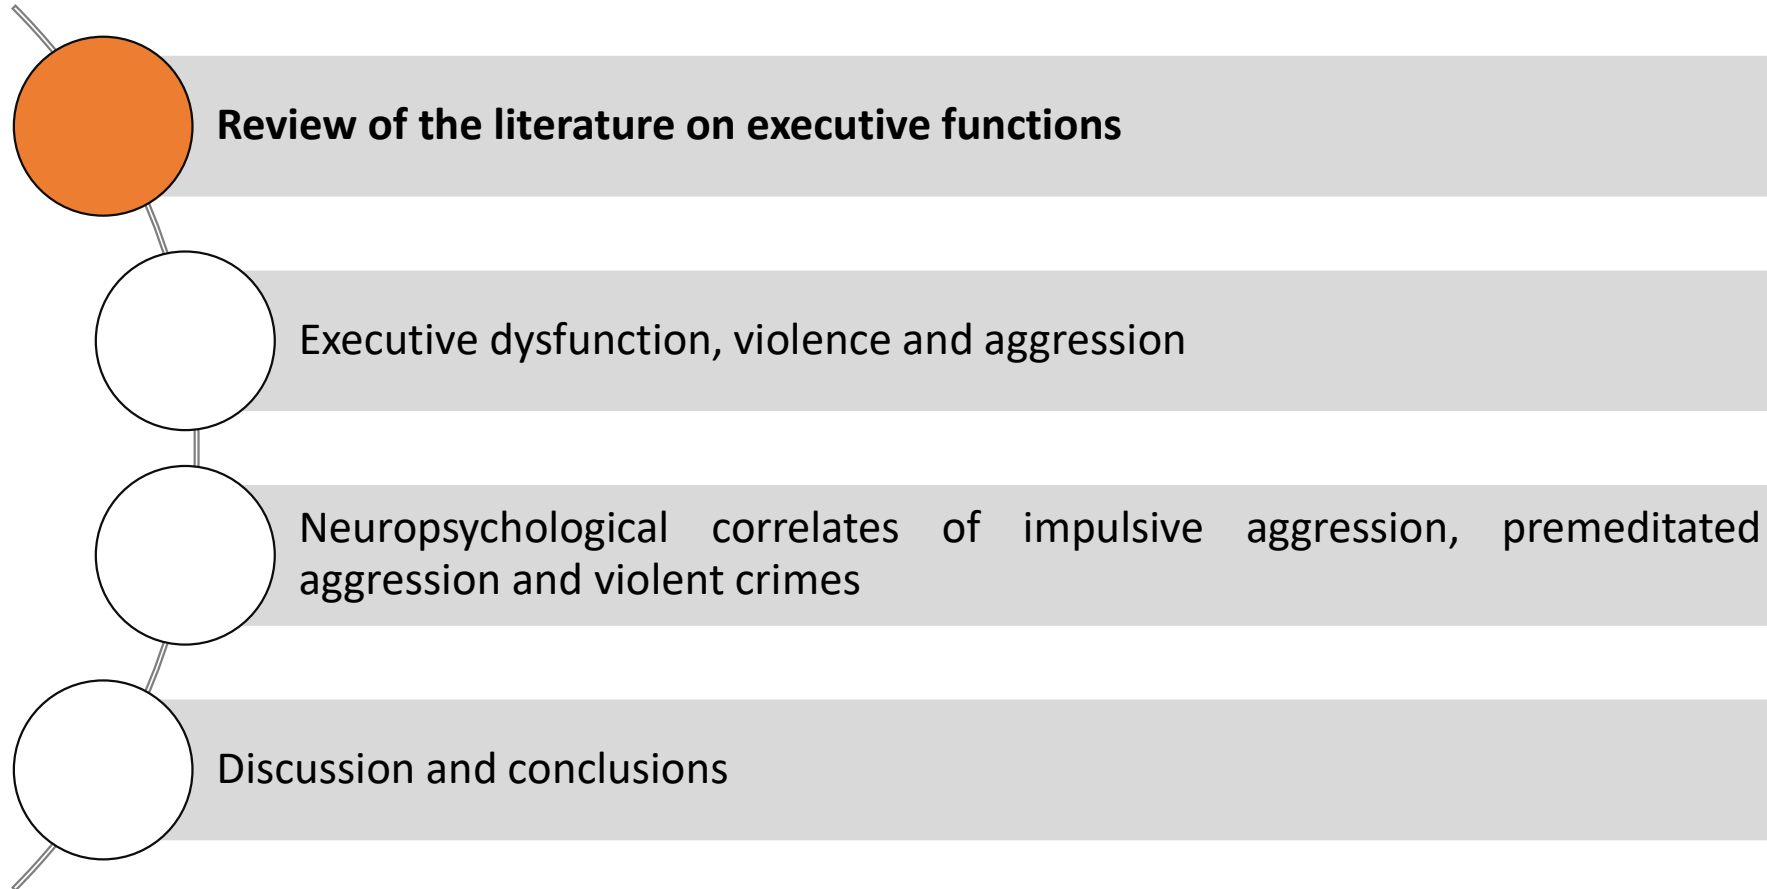 Review of the literature on executive functions
Executive dysfunction, violence and aggression
Neuropsychological correlates of impulsive aggression, premeditated
aggression and violent crimes
Discussion and conclusions